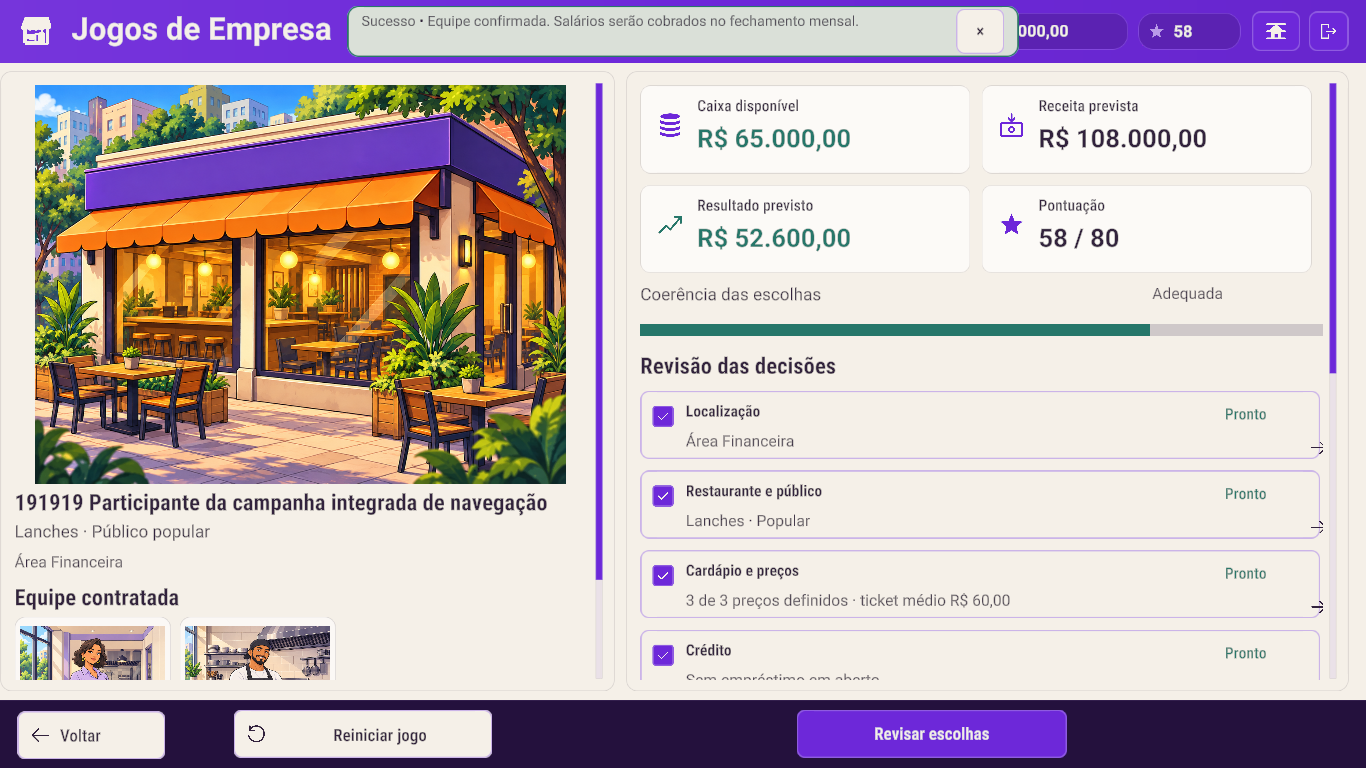 Jogos de Empresa
Sucesso • Equipe confirmada. Salários serão cobrados no fechamento mensal.
×
000,00
58
Caixa disponível
R$ 65.000,00
Receita prevista
R$ 108.000,00
Resultado previsto
R$ 52.600,00
Pontuação
58 / 80
Coerência das escolhas
Adequada
Revisão das decisões
Localização
Pronto
Área Financeira
Restaurante e público
Pronto
Lanches · Popular
Cardápio e preços
Pronto
3 de 3 preços definidos · ticket médio R$ 60,00
Crédito
Pronto
Sem empréstimo em aberto
191919 Participante da campanha integrada de navegação
Lanches · Público popular
Área Financeira
Equipe contratada
Voltar
Reiniciar jogo
Revisar escolhas